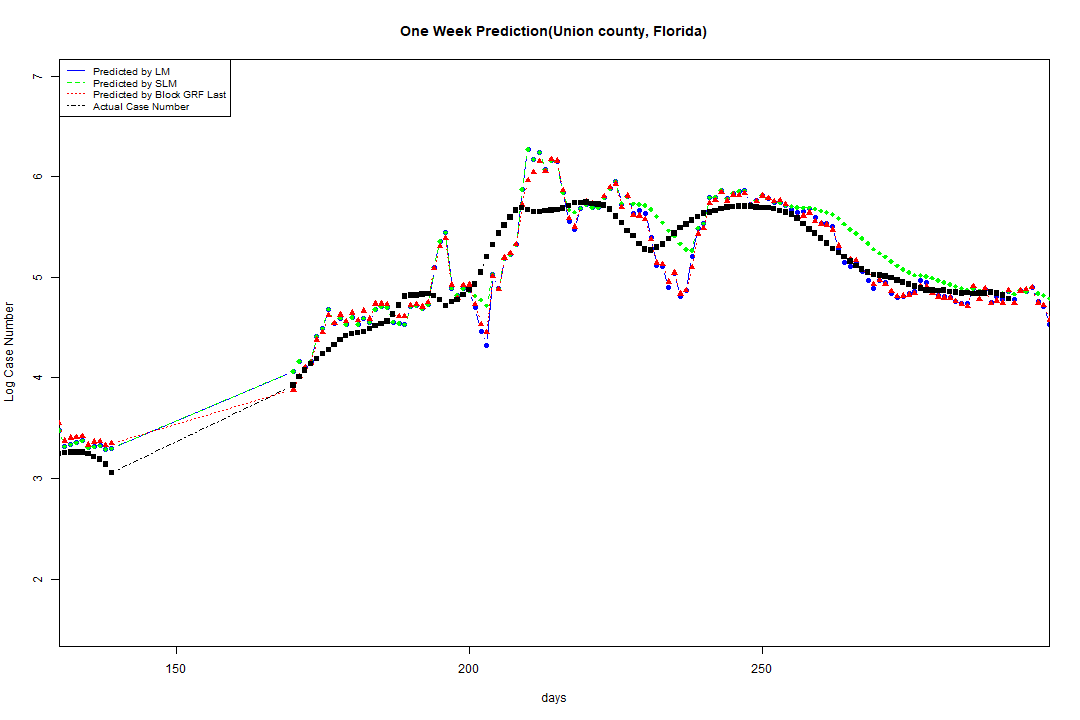 One Week Prediction(Union county, Florida)
Predicted by LM
Predicted by SLM
Predicted by Block GRF Last
Actual Case Number
7
6
5
4
3
2
Log Case Number
150
200
250
days